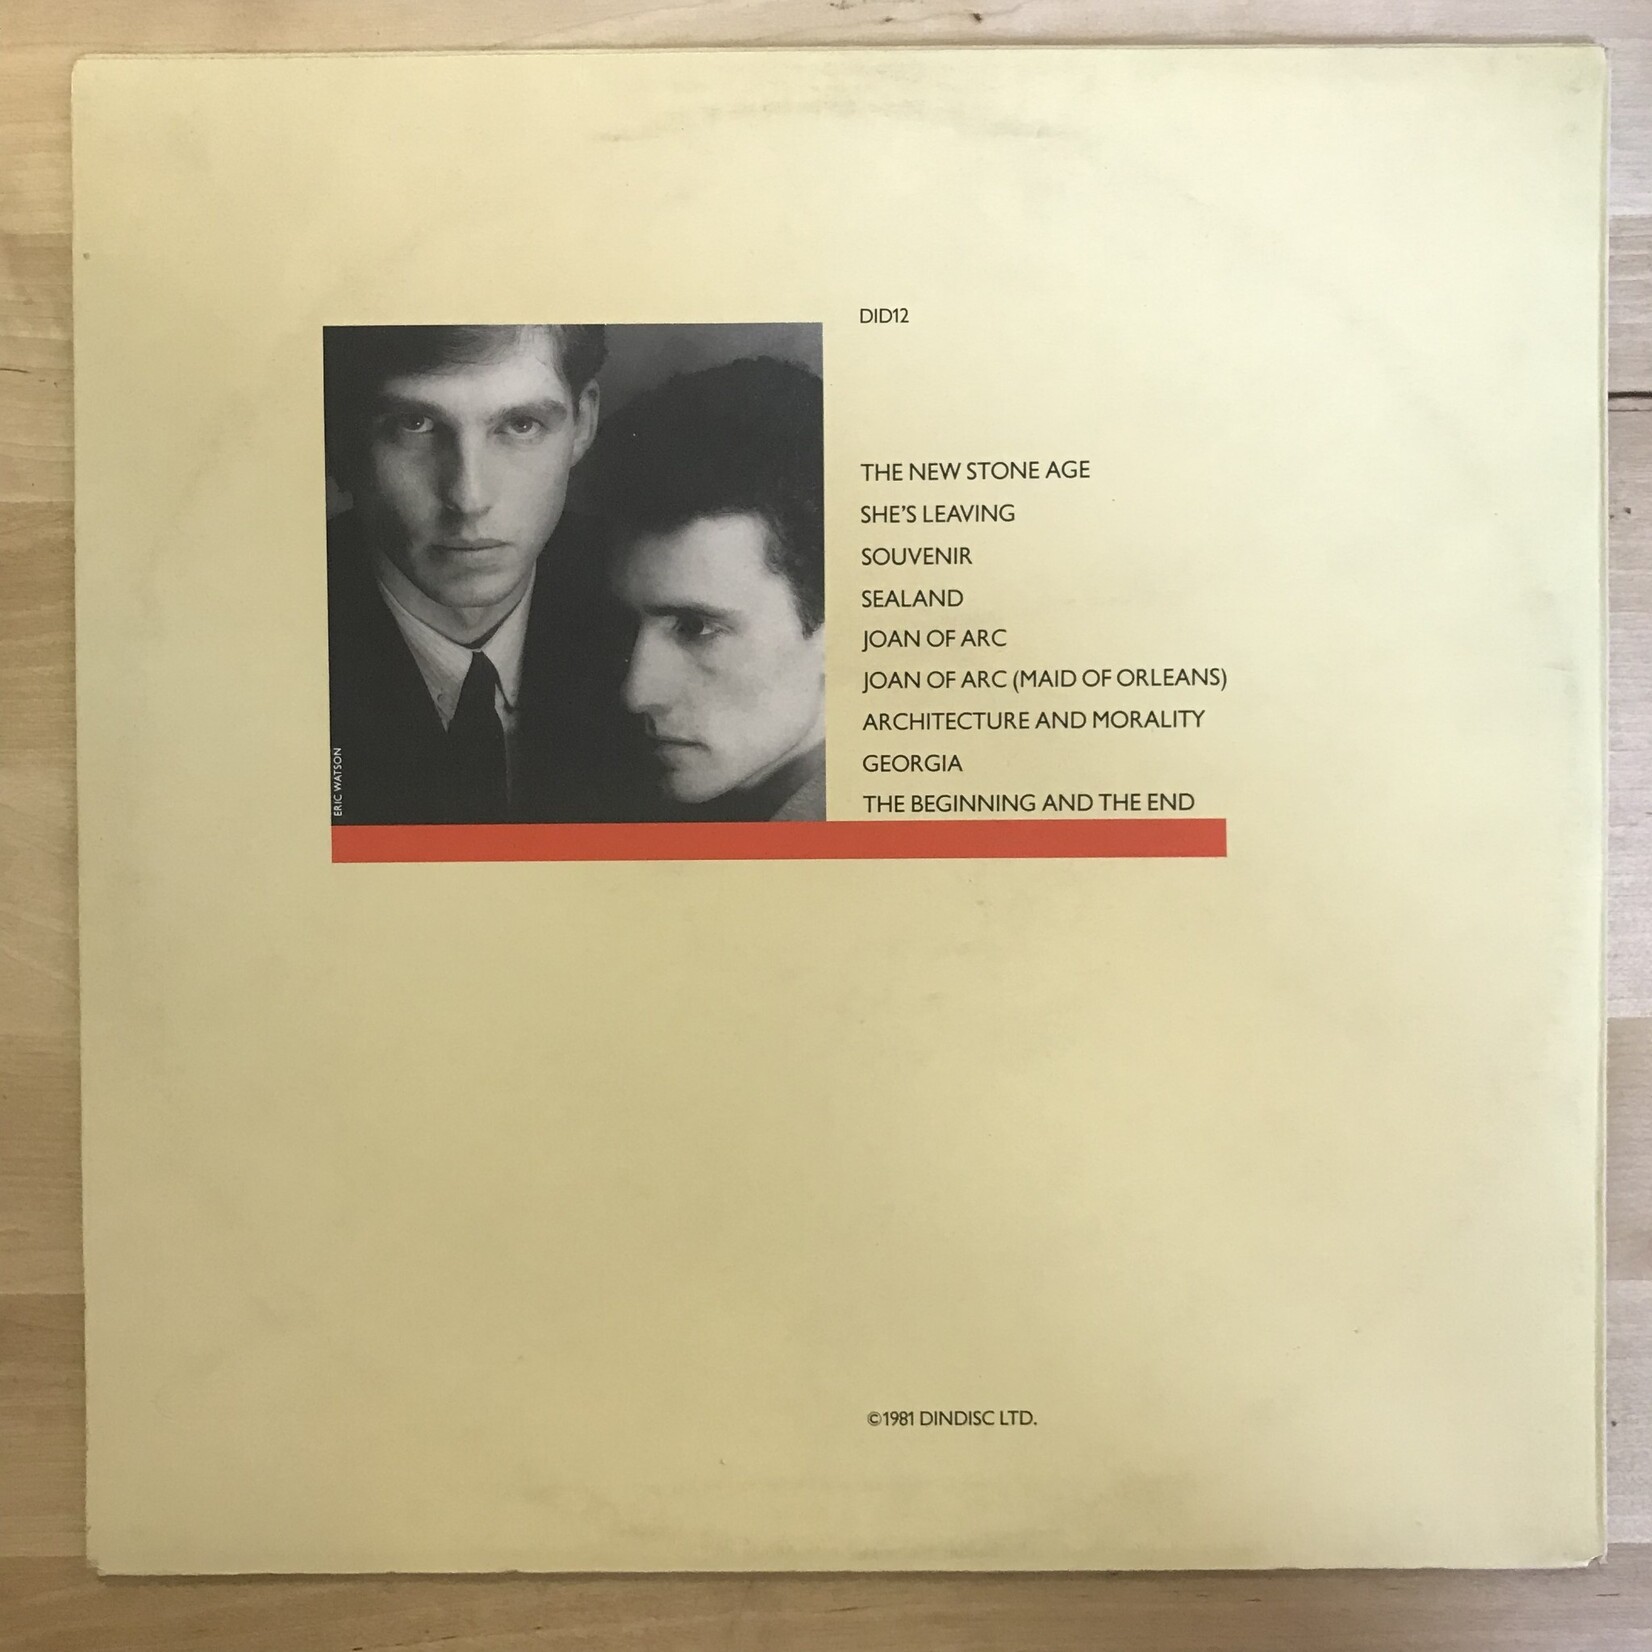 DID12
THE NEW STONE AGE
SHE'S LEAVING
SOUVENIR
SEALAND
JOAN OF ARC
JOAN OF ARC (MAID OF ORLEANS)
ARCHITECTURE AND MORALITY
GEORGIA
THE BEGINNING AND THE END
ERIC WATSON
©1981 DINDISC LTD.